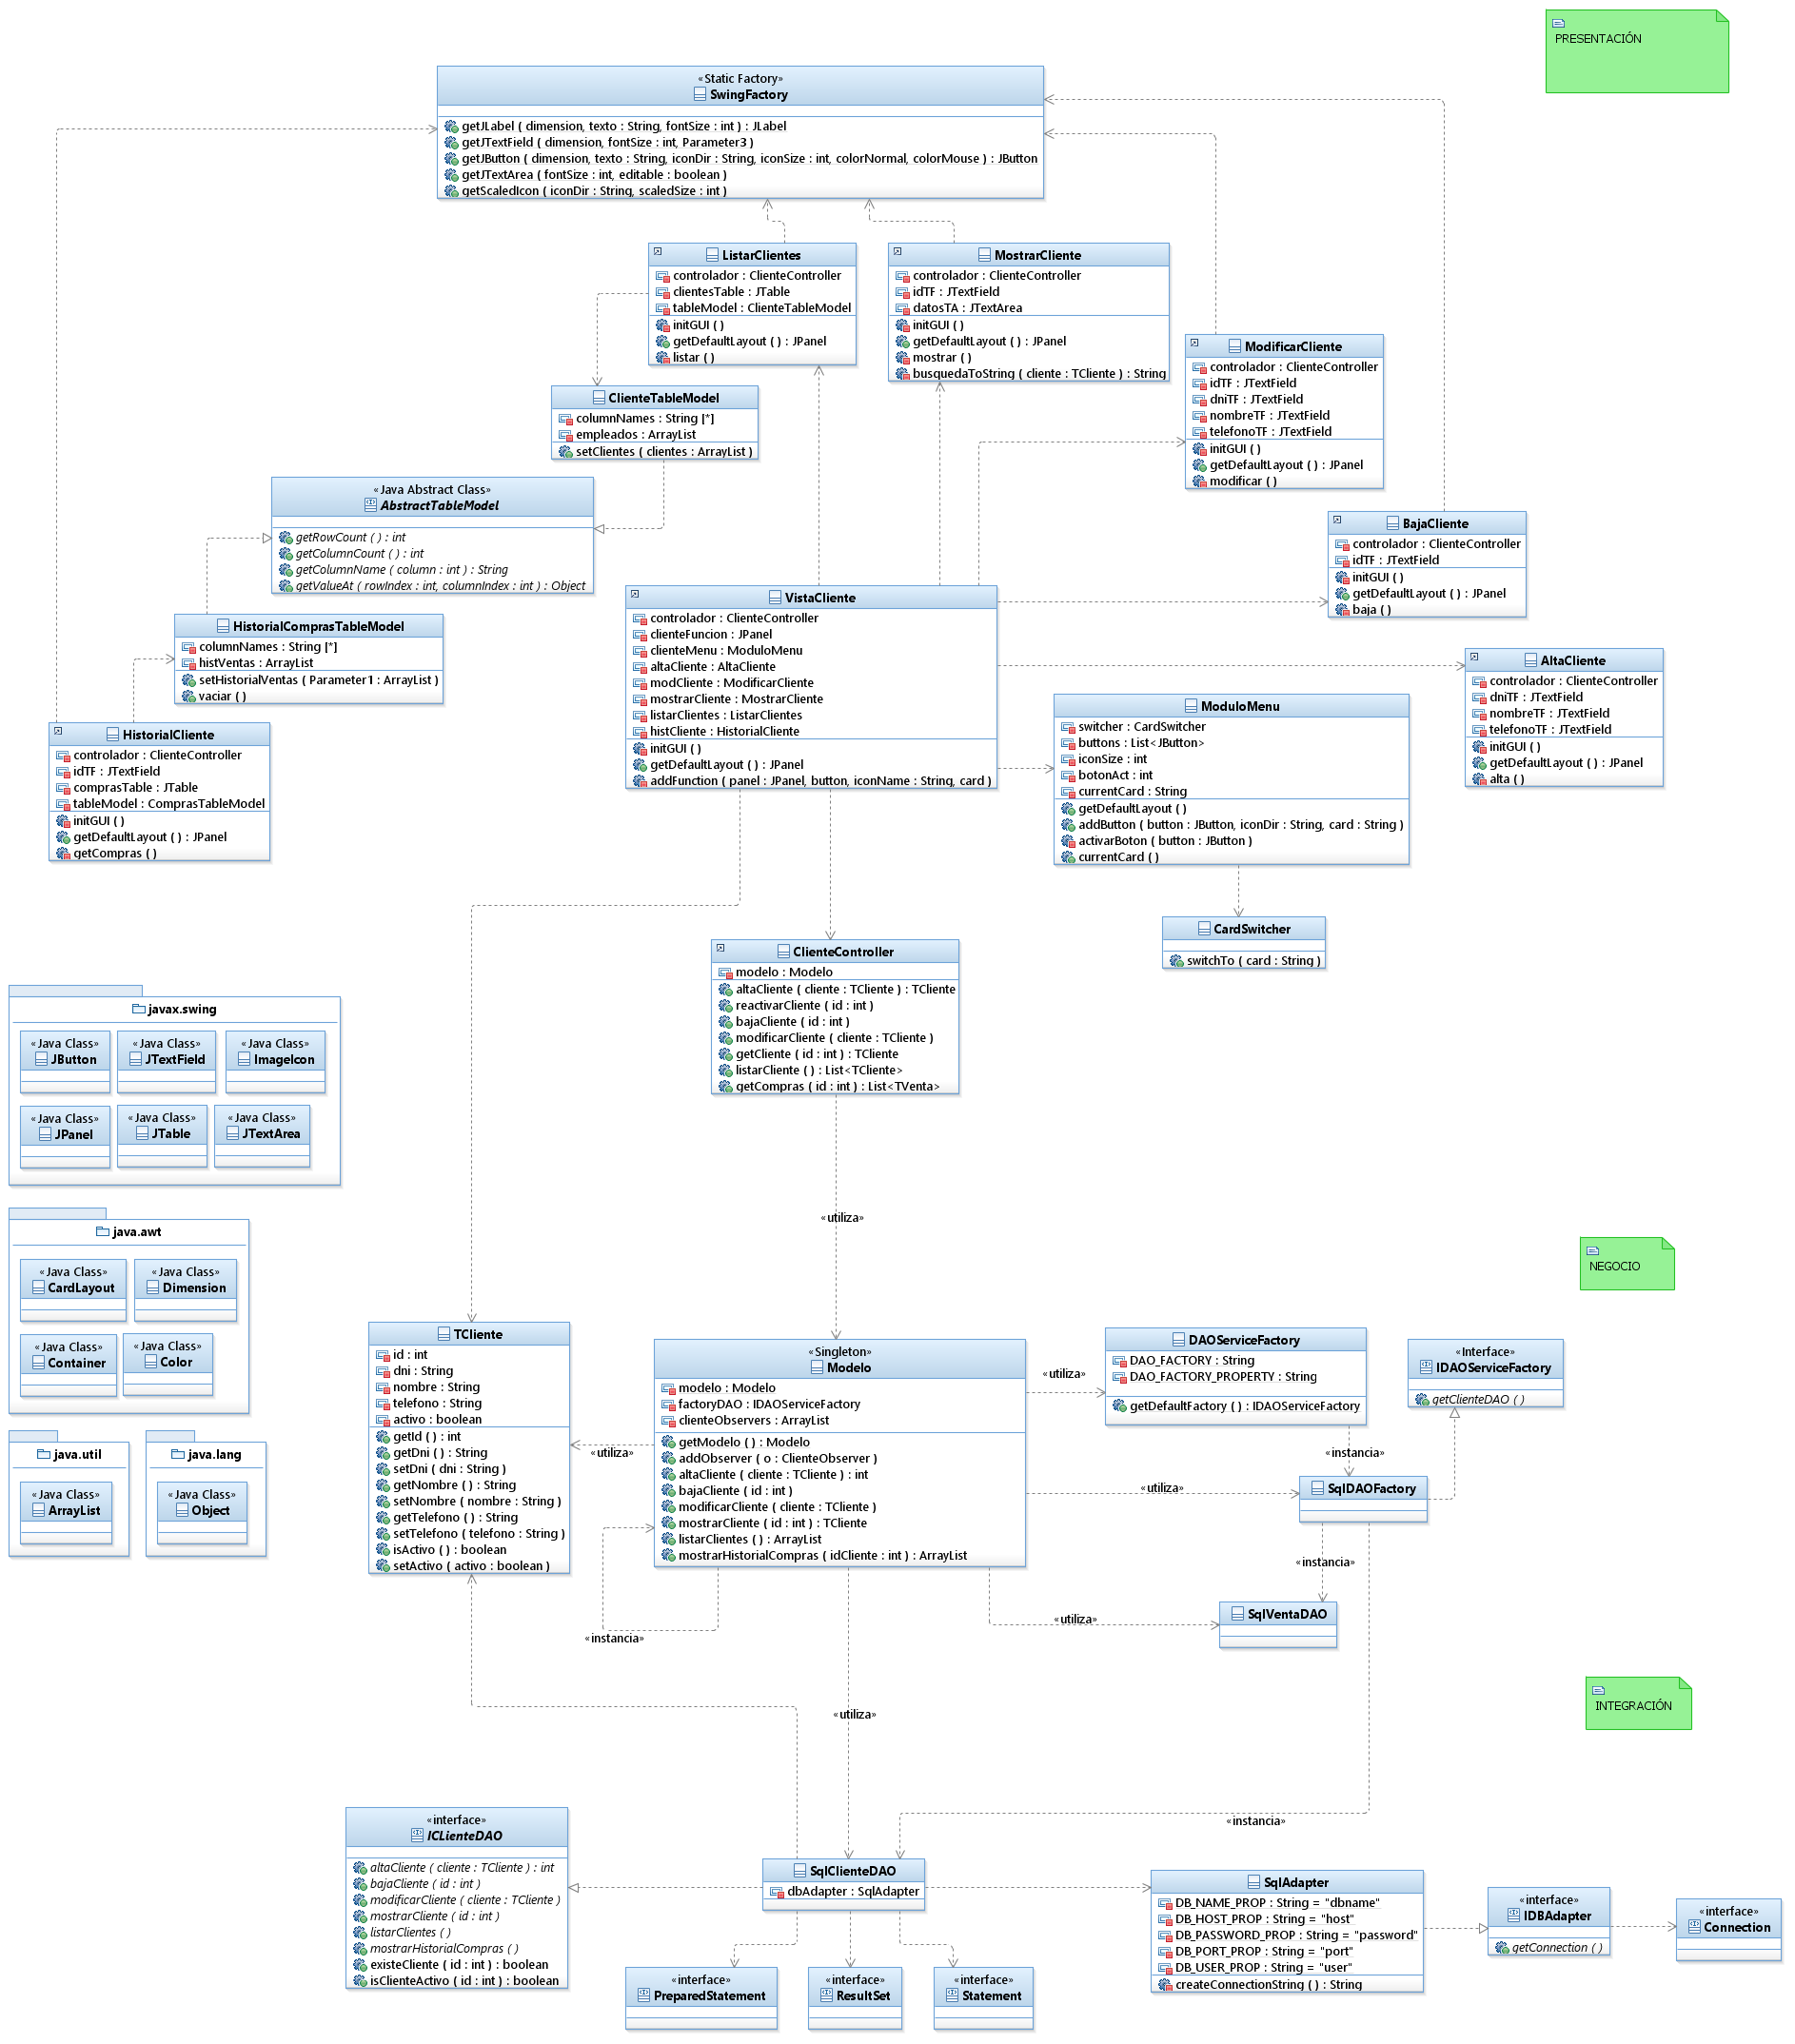 PRESENTACIÓN
«Static Factory»
SwingFactory
getJLabel ( dimension, texto : String, fontSize : int ) : JLabel
getJTextField ( dimension, fontSize : int, Parameter3 )
getJButton ( dimension, texto : String, iconDir : String, iconSize : int, colorNormal, colorMouse ) : JButton
getJTextArea ( fontSize : int, editable : boolean )
getScaledIcon ( iconDir : String, scaledSize : int )
ListarClientes
controlador : ClienteController
clientesTable : JTable
tableModel : ClienteTableModel
initGUI ( )
getDefaultLayout ( ) : JPanel
listar ( )
MostrarCliente
controlador : ClienteController
idTF : JTextField
datosTA : JTextArea
initGUI ( )
getDefaultLayout ( ) : JPanel
mostrar ( )
busquedaToString ( cliente : TCliente ) : String
ModificarCliente
controlador : ClienteController
idTF : JTextField
dniTF : JTextField
nombreTF : JTextField
telefonoTF : JTextField
initGUI ( )
getDefaultLayout ( ) : JPanel
modificar ( )
ClienteTableModel
columnNames : String [*]
empleados : ArrayList
setClientes ( clientes : ArrayList )
«Java Abstract Class»
AbstractTableModel
getRowCount ( ) : int
getColumnCount ( ) : int
getColumnName ( column : int ) : String
getValueAt ( rowIndex : int, columnIndex : int ) : Object
BajaCliente
controlador : ClienteController
idTF : JTextField
initGUI ( )
getDefaultLayout ( ) : JPanel
baja ( )
VistaCliente
controlador : ClienteController
clienteFuncion : JPanel
clienteMenu : ModuloMenu
altaCliente : AltaCliente
modCliente : ModificarCliente
mostrarCliente : MostrarCliente
listarClientes : ListarClientes
histCliente : HistorialCliente
initGUI ( )
getDefaultLayout ( ) : JPanel
addFunction ( panel : JPanel, button, iconName : String, card )
HistorialComprasTableModel
columnNames : String [*]
histVentas : ArrayList
setHistorialVentas ( Parameter1 : ArrayList )
vaciar ( )
AltaCliente
controlador : ClienteController
dniTF : JTextField
nombreTF : JTextField
telefonoTF : JTextField
initGUI ( )
getDefaultLayout ( ) : JPanel
alta ( )
ModuloMenu
switcher : CardSwitcher
buttons : List<JButton>
iconSize : int
botonAct : int
currentCard : String
getDefaultLayout ( )
addButton ( button : JButton, iconDir : String, card : String )
activarBoton ( button : JButton )
currentCard ( )
HistorialCliente
controlador : ClienteController
idTF : JTextField
comprasTable : JTable
tableModel : ComprasTableModel
initGUI ( )
getDefaultLayout ( ) : JPanel
getCompras ( )
CardSwitcher
switchTo ( card : String )
ClienteController
modelo : Modelo
altaCliente ( cliente : TCliente ) : TCliente
reactivarCliente ( id : int )
bajaCliente ( id : int )
modificarCliente ( cliente : TCliente )
getCliente ( id : int ) : TCliente
listarCliente ( ) : List<TCliente>
getCompras ( id : int ) : List<TVenta>
javax.swing
«Java Class»
JButton
«Java Class»
JTextField
«Java Class»
ImageIcon
«Java Class»
JPanel
«Java Class»
JTable
«Java Class»
JTextArea
java.awt
«Java Class»
CardLayout
«Java Class»
Dimension
«Java Class»
Container
«Java Class»
Color
java.util
«Java Class»
ArrayList
java.lang
«Java Class»
Object
«utiliza»
NEGOCIO
TCliente
id : int
dni : String
nombre : String
telefono : String
activo : boolean
getId ( ) : int
getDni ( ) : String
setDni ( dni : String )
getNombre ( ) : String
setNombre ( nombre : String )
getTelefono ( ) : String
setTelefono ( telefono : String )
isActivo ( ) : boolean
setActivo ( activo : boolean )
«utiliza»
«Singleton»
Modelo
modelo : Modelo
factoryDAO : IDAOServiceFactory
clienteObservers : ArrayList
getModelo ( ) : Modelo
addObserver ( o : ClienteObserver )
altaCliente ( cliente : TCliente ) : int
bajaCliente ( id : int )
modificarCliente ( cliente : TCliente )
mostrarCliente ( id : int ) : TCliente
listarClientes ( ) : ArrayList
mostrarHistorialCompras ( idCliente : int ) : ArrayList
«utiliza»
DAOServiceFactory
DAO_FACTORY : String
DAO_FACTORY_PROPERTY : String
getDefaultFactory ( ) : IDAOServiceFactory
«Interface»
IDAOServiceFactory
getClienteDAO ( )
«instancia»
«utiliza»
SqlDAOFactory
«instancia»
SqlVentaDAO
«utiliza»
«instancia»
INTEGRACIÓN
«utiliza»
«instancia»
«interface»
ICLienteDAO
altaCliente ( cliente : TCliente ) : int
bajaCliente ( id : int )
modificarCliente ( cliente : TCliente )
mostrarCliente ( id : int )
listarClientes ( )
mostrarHistorialCompras ( )
existeCliente ( id : int ) : boolean
isClienteActivo ( id : int ) : boolean
SqlClienteDAO
dbAdapter : SqlAdapter
SqlAdapter
DB_NAME_PROP : String = "dbname"
DB_HOST_PROP : String = "host"
DB_PASSWORD_PROP : String = "password"
DB_PORT_PROP : String = "port"
DB_USER_PROP : String = "user"
createConnectionString ( ) : String
«interface»
IDBAdapter
getConnection ( )
«interface»
Connection
«interface»
PreparedStatement
«interface»
ResultSet
«interface»
Statement